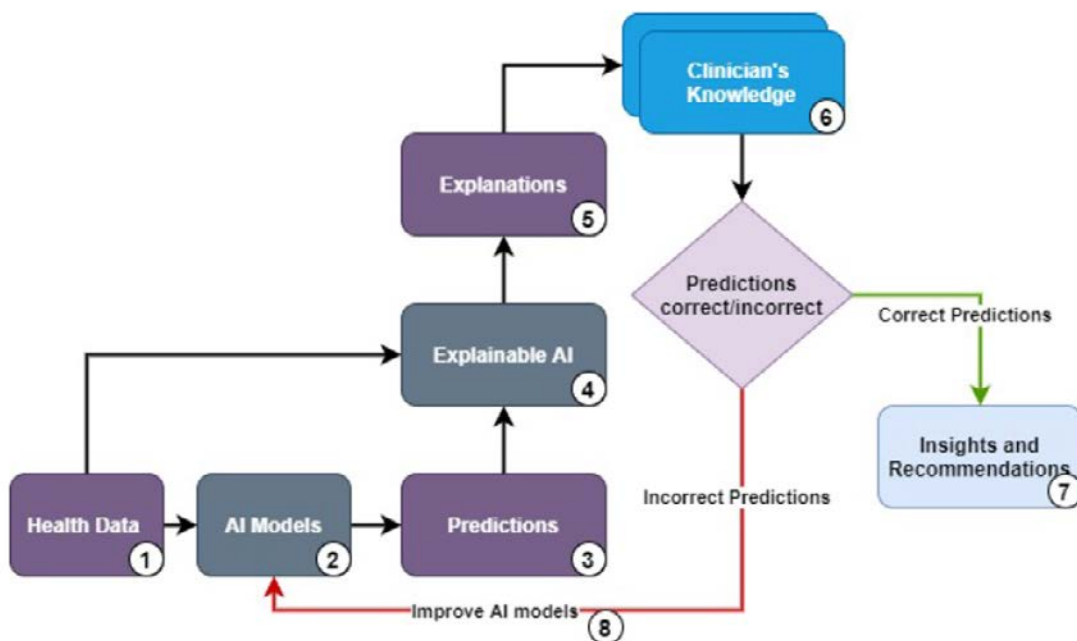 Clinician's
Knowledge
6
Explanations
5
Predictions
correct/incorrect
Correct Predictions
Explainable AI
4
Insights and
Recommendations
7
Incorrect Predictions
Health Data
1
AI Models
2
Predictions
3
Improve AI models
8